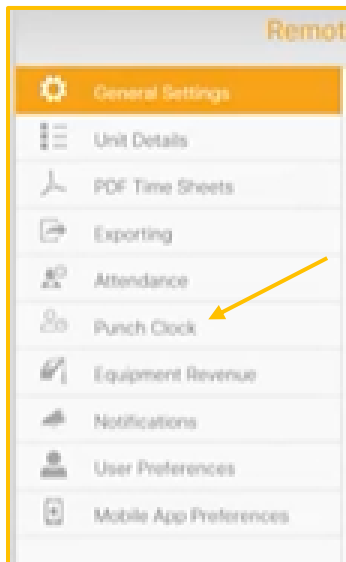 Remot
General Settings
Unit Details
PDF Time Sheets
Exporting
Attendance
Punch Clock
Equipment Revenue
Notifications
User Preferences
Mobile App Preferences